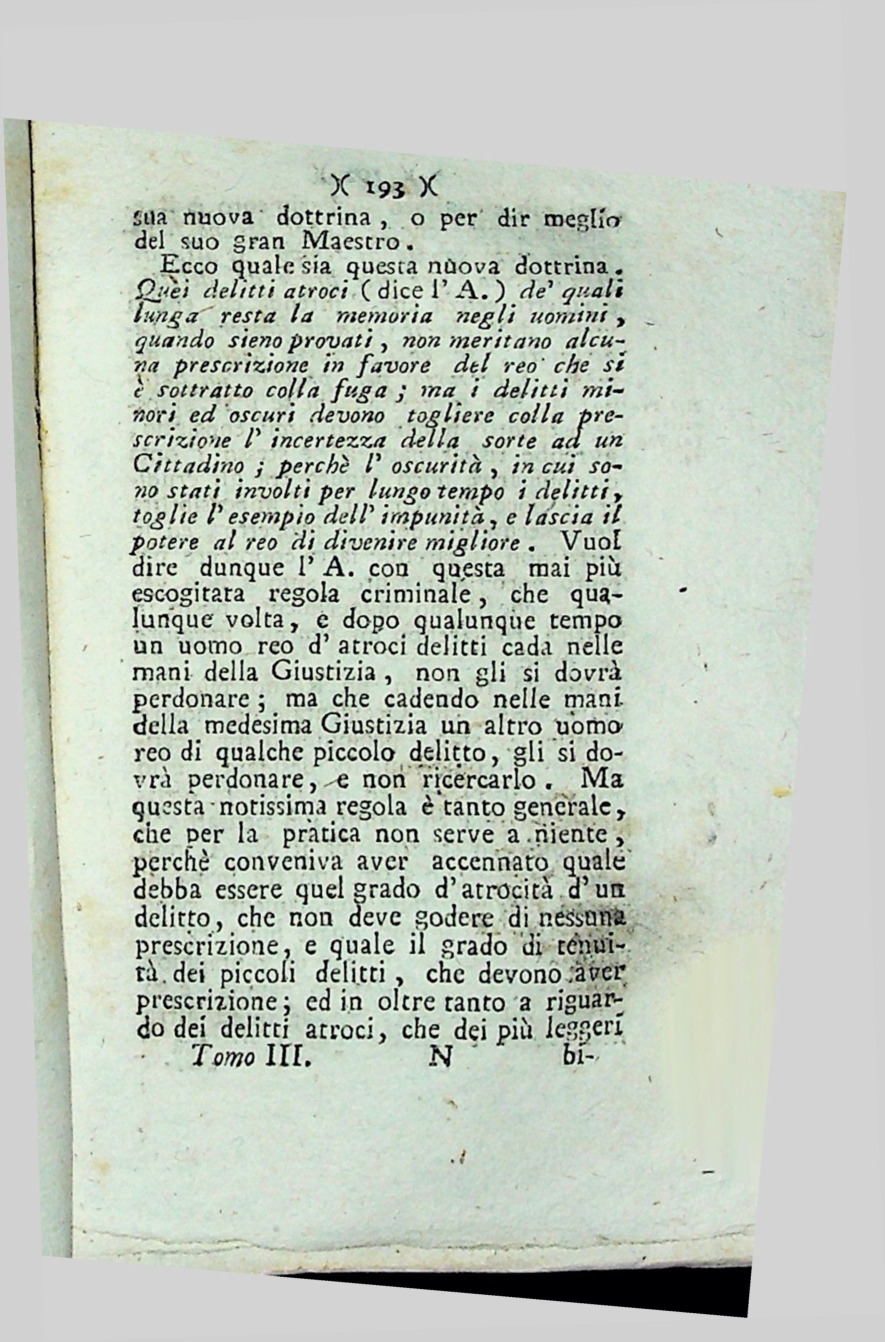 )( 193 )(
sua nuova dottrina, o per dir meglio
del suo gran Maestro.
Ecco quale sia questa nuova dottrina.
Quei delitti atroci (dice l' A.) de' quali
lunga resta la memoria negli uomini,
quando sieno provati, non meritano alcu-
na prescrizione in favore del reo che si
è sottratto colla fuga; ma i delitti mi-
nori ed oscuri devono togliere colla pre-
scrizione l' incertezza della sorte ad un
Cittadino; perchè l' oscurità, in cui so-
no stati involti per lungo tempo i delitti,
toglie l' esempio dell' impunità, e lascia il
potere al reo di divenire migliore. Vuol
dire dunque l' A. con questa mai più
escogitata regola criminale, che qua-
lunque volta, e dopo qualunque tempo
un uomo reo d' atroci delitti cada nelle
mani della Giustizia, non gli si dovrà
perdonare; ma che cadendo nelle mani
della medesima Giustizia un altro uomo
reo di qualche piccolo delitto, gli si do-
vrà perdonare, e non ricercarlo. Ma
questa notissima regola è tanto generale,
che per la pratica non serve a niente,
perchè conveniva aver accennato quale
debba essere quel grado d' atrocità d' un
delitto, che non deve godere di nessuna
prescrizione, e quale il grado di tenui-
tà dei piccoli delitti, che devono aver
prescrizione; ed in oltre tanto a riguar-
do dei delitti atroci, che dei più leggeri
Tomo III. N bi-